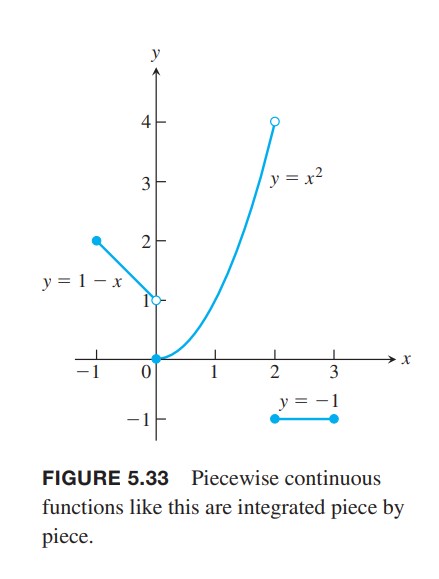 y
4
3
y = x²
2
y = 1 − x
1
x
−1
0
1
2
3
y = −1
−1
FIGURE 5.33 Piecewise continuous
functions like this are integrated piece by
piece.